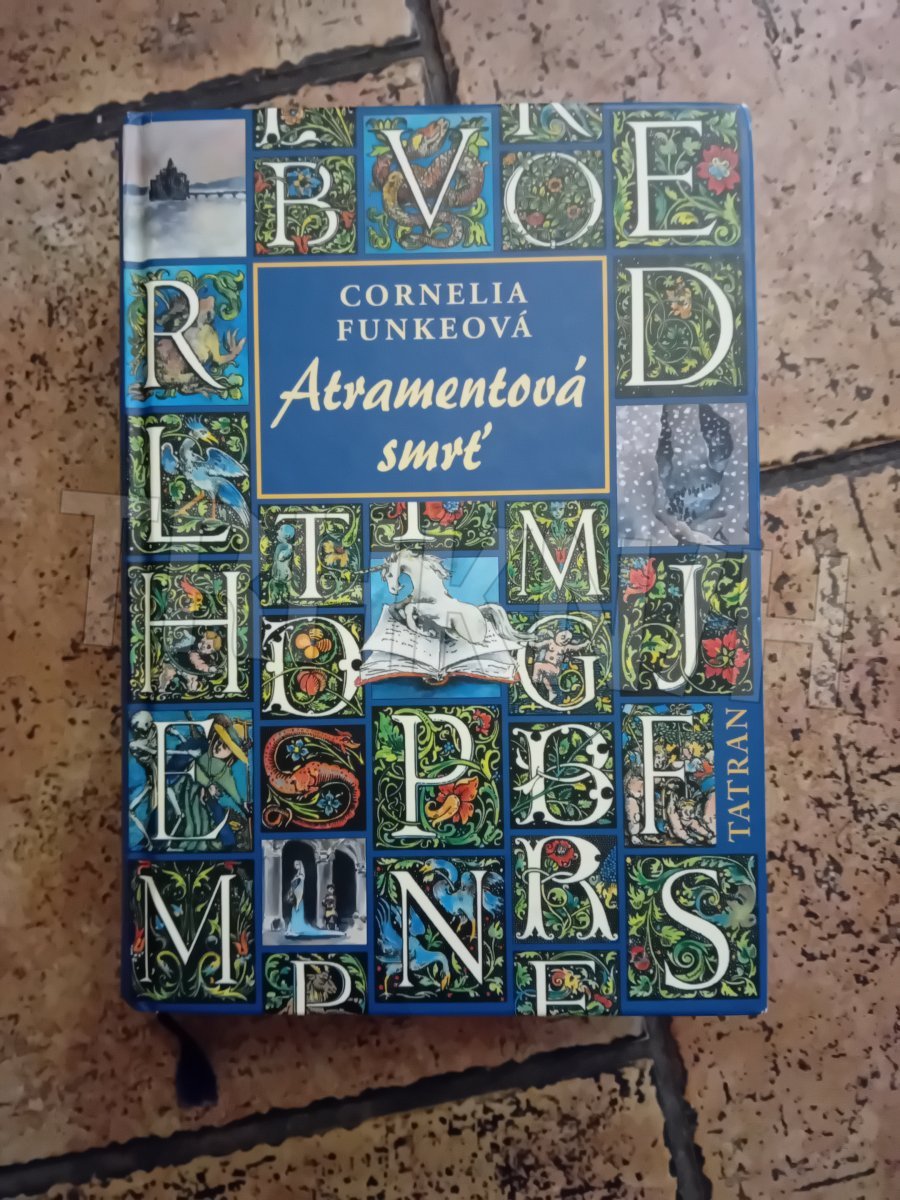 L
K
B
V
O
E
R
D
CORNELIA
FUNKEOVÁ
Atramentová
smrť
L
T
I
M
H
D
G
J
E
S
P
B
F
TATRAN
M
N
R
S
P
E